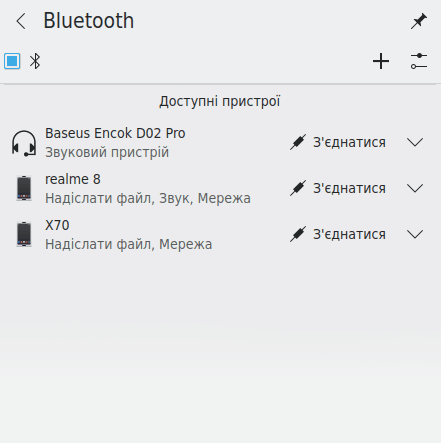 Bluetooth
Доступні пристрої
Baseus Encok D02 Pro
З'єднатися
Звуковий пристрій
realme 8
З'єднатися
Надіслати файл, Звук, Мережа
X70
З'єднатися
Надіслати файл, Мережа